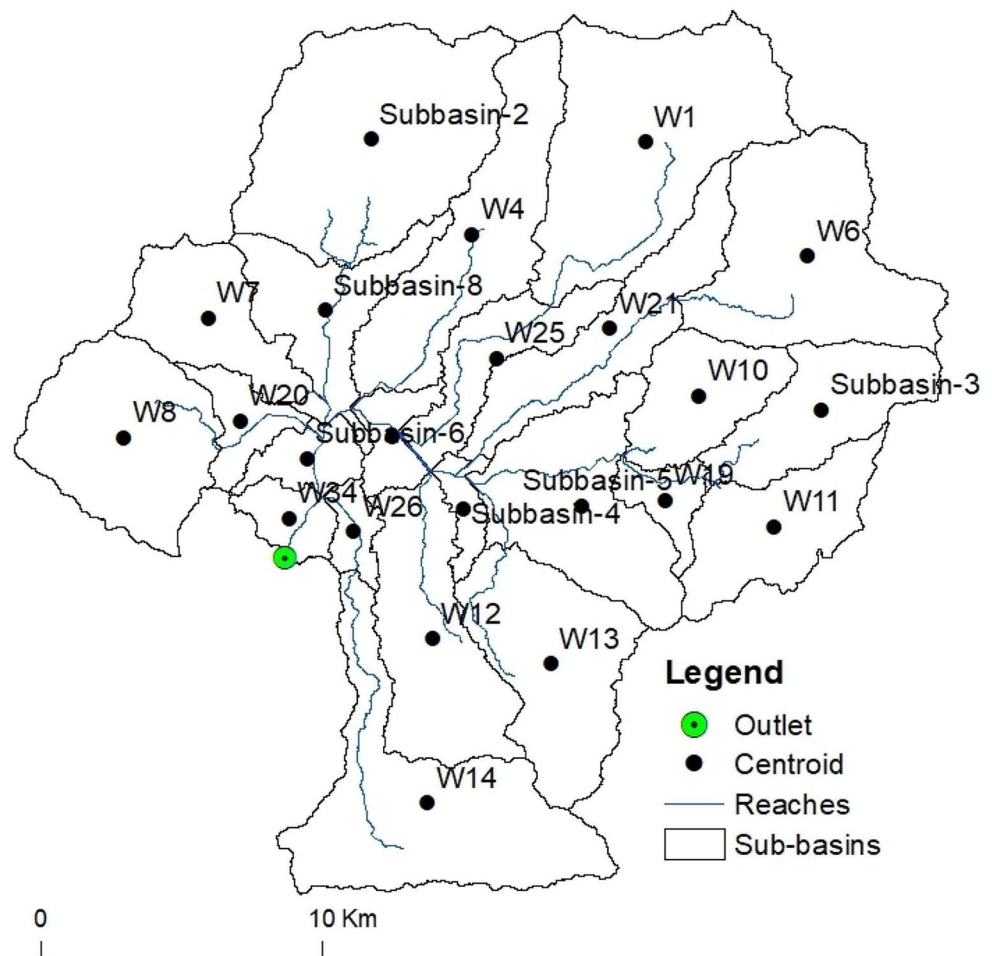 Subbasin-2
W1
W4
W6
Subbasin-8
W7
W21
W25
W10
Subbasin-3
W20
W8
Subbasin-6
Subbasin-5
W19
W34
W26
Subbasin-4
W11
W12
W13
Legend
Outlet
Centroid
Reaches
Sub-basins
W14
0
10 Km